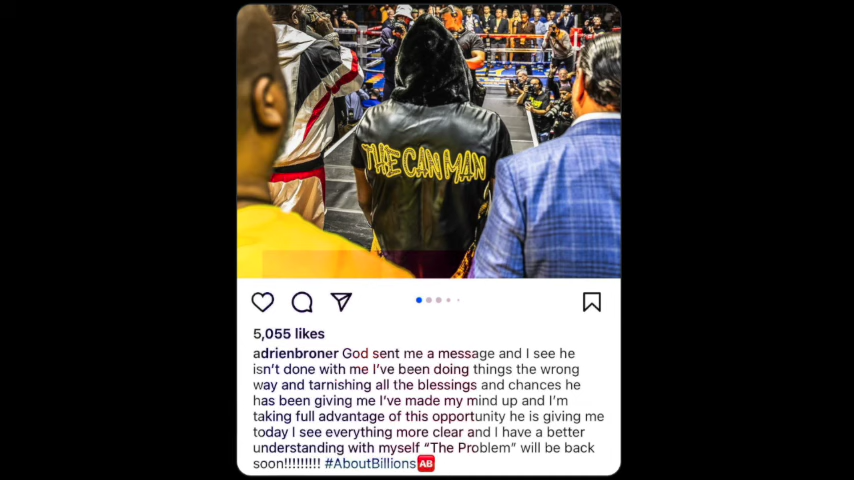 THE CAN MAN
5,055 likes
adrienbroner God sent me a message and I see he
isn't done with me I've been doing things the wrong
way and tarnishing all the blessings and chances he
has been giving me I've made my mind up and I'm
taking full advantage of this opportunity he is giving me
today I see everything more clear and I have a better
understanding with myself “The Problem” will be back
soon!!!!!!!!! #AboutBillions🆎